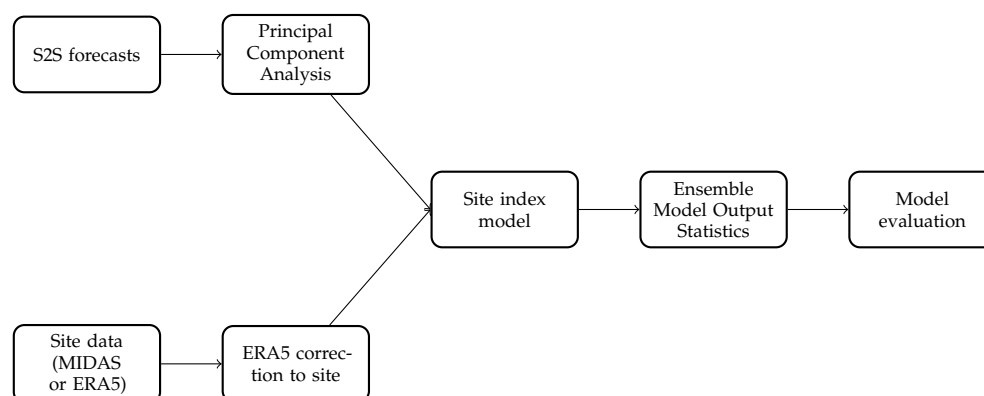 S2S forecasts
Principal
Component
Analysis
Site index
model
Ensemble
Model Output
Statistics
Model
evaluation
Site data
(MIDAS
or ERA5)
ERA5 correc-
tion to site